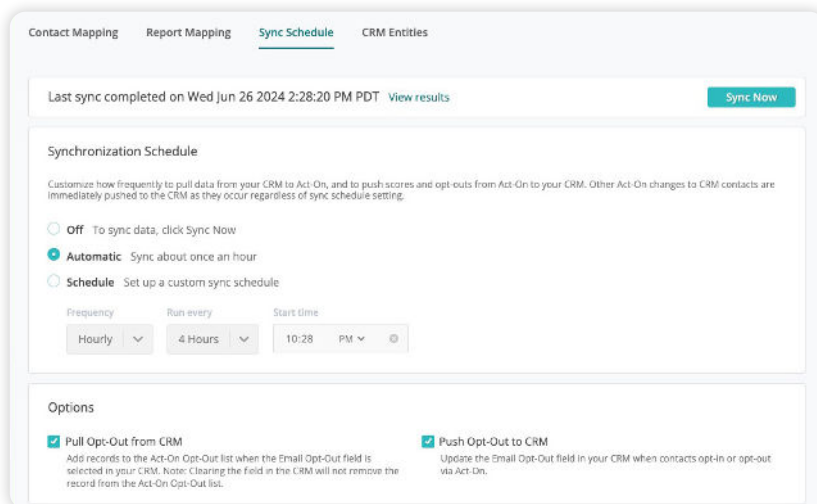 Contact Mapping Report Mapping Sync Schedule CRM Entities
Last sync completed on Wed Jun 26 2024 2:28:20 PM PDT View results Sync Now
Synchronization Schedule
Customize how frequently to pull data from your CRM to Act-On, and to push scores and opt-outs from Act-On to your CRM. Other Act-On changes to CRM contacts are
immediately pushed to the CRM as they occur regardless of sync schedule setting.
Off To sync data, click Sync Now
Automatic Sync about once an hour
Schedule Set up a custom sync schedule
Frequency Run every Start time
Hourly 4 Hours 10:28 PM
Options
Pull Opt-Out from CRM
Add records to the Act-On Opt-Out list when the Email Opt-Out field is
selected in your CRM. Note: Clearing the field in the CRM will not remove the
record from the Act-On Opt-Out list.
Push Opt-Out to CRM
Update the Email Opt-Out field in your CRM when contacts opt-in or opt-out
via Act-On.